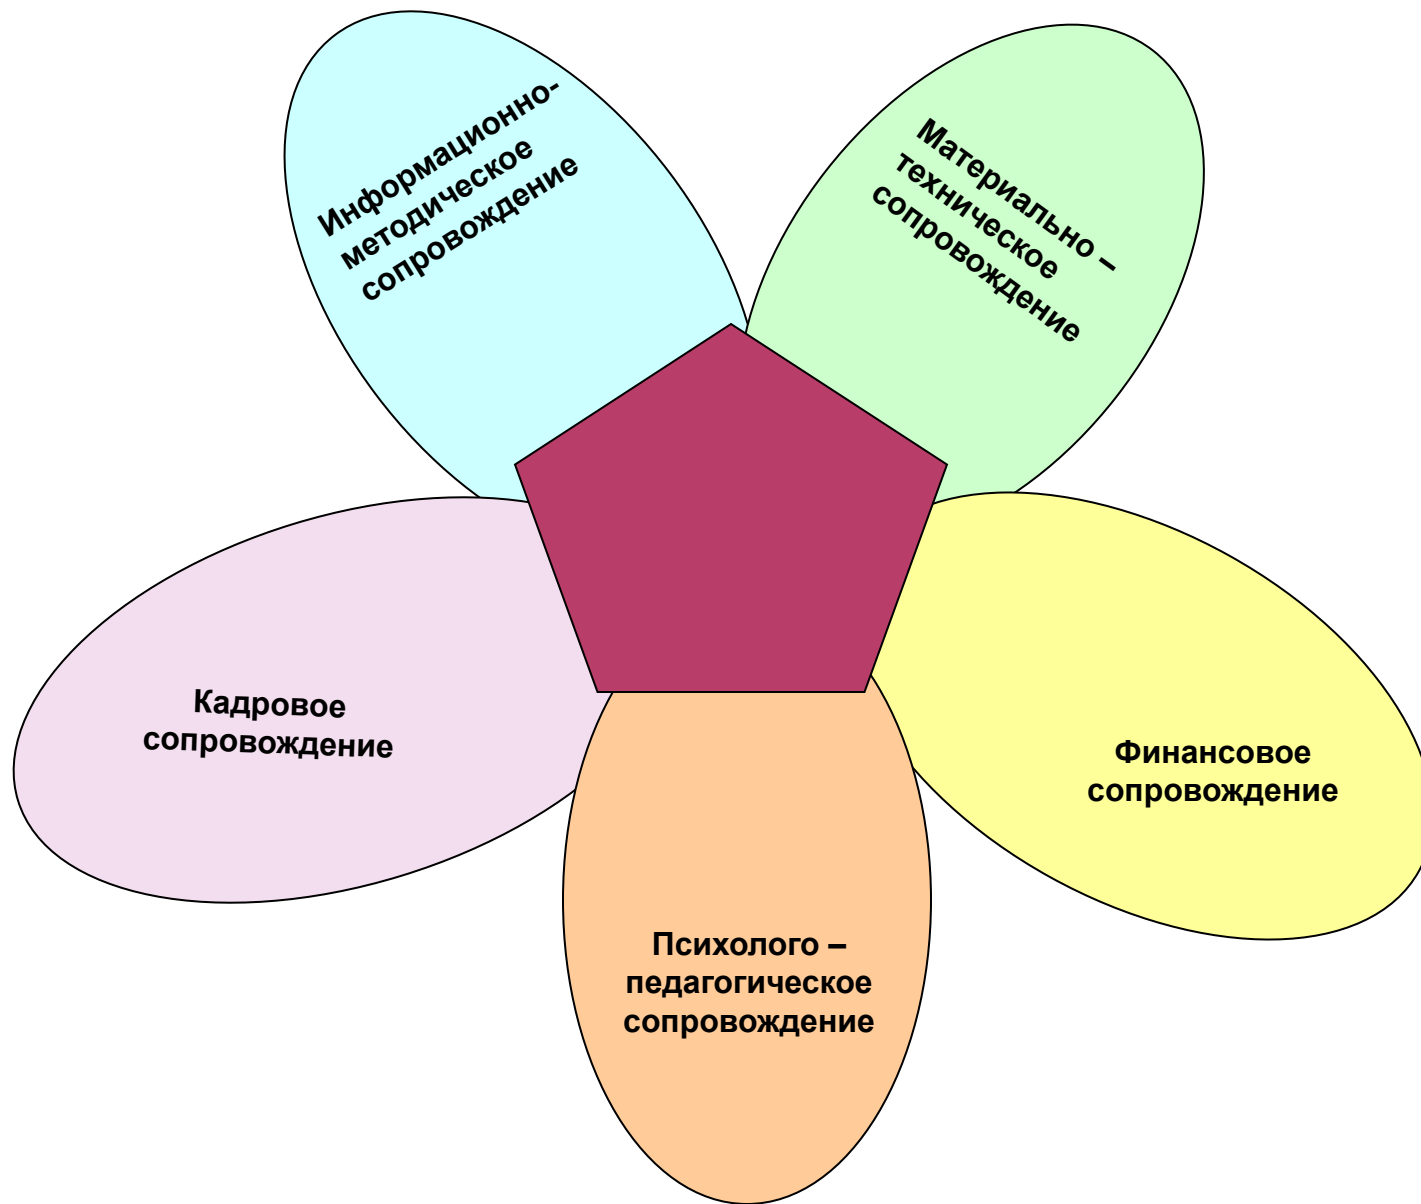 Информационно-
методическое
сопровождение
Материально –
техническое
сопровождение
Кадровое
сопровождение
Финансовое
сопровождение
Психолого –
педагогическое
сопровождение